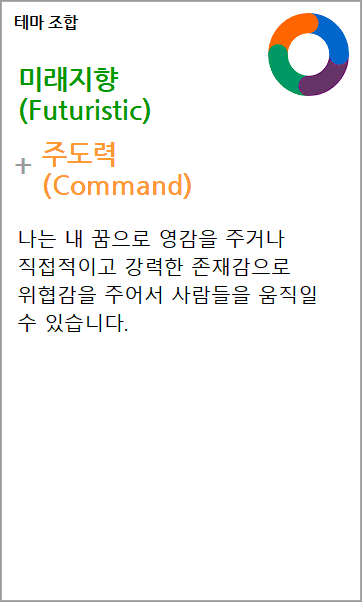 테마 조합
미래지향
(Futuristic)
+ 주도력
(Command)
나는 내 꿈으로 영감을 주거나
직접적이고 강력한 존재감으로
위협감을 주어서 사람들을 움직일
수 있습니다.